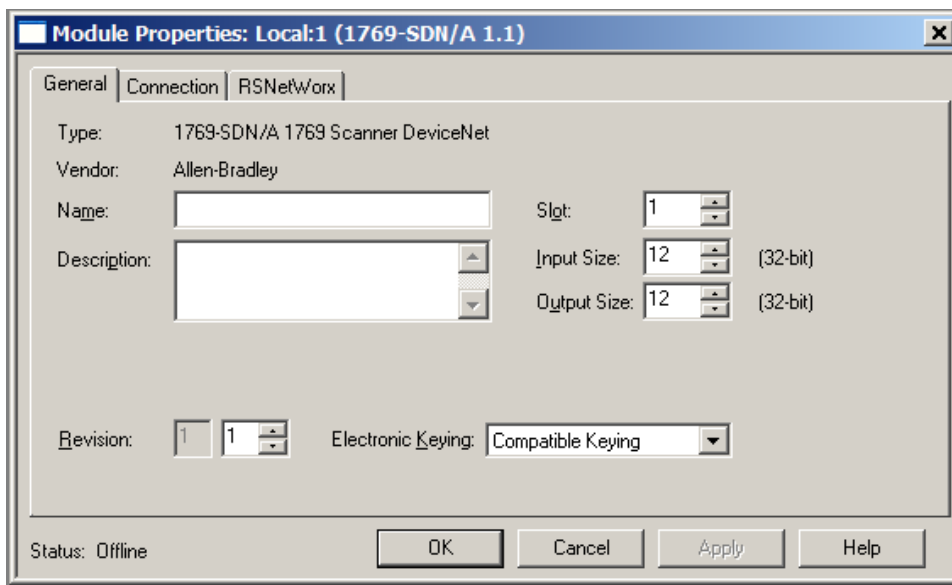 Module Properties: Local:1 (1769-SDN/A 1.1)
General Connection RSNetWorx
Type: 1769-SDN/A 1769 Scanner DeviceNet
Vendor: Allen-Bradley
Name: Slot: 1
Description: Input Size: 12 (32-bit)
Output Size: 12 (32-bit)
Revision: 1 1 Electronic Keying: Compatible Keying
Status: Offline OK Cancel Apply Help